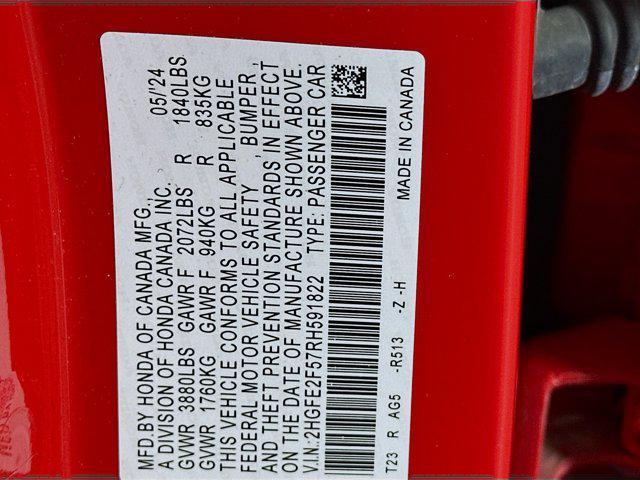 MFD.BY HONDA OF CANADA MFG., 05/'24
A DIVISION OF HONDA CANADA INC.
GVWR 3880LBS GAWR F 2072LBS R 1840LBS
GVWR 1760KG GAWR F 940KG R 835KG
THIS VEHICLE CONFORMS TO ALL APPLICABLE
FEDERAL MOTOR VEHICLE SAFETY , BUMPER,
AND THEFT PREVENTION STANDARDS , IN EFFECT
ON THE DATE OF MANUFACTURE SHOWN ABOVE.
V.I.N.:2HGFE2F57RH591822 TYPE: PASSENGER CAR
T23 R AG5 -R513 -Z -H MADE IN CANADA